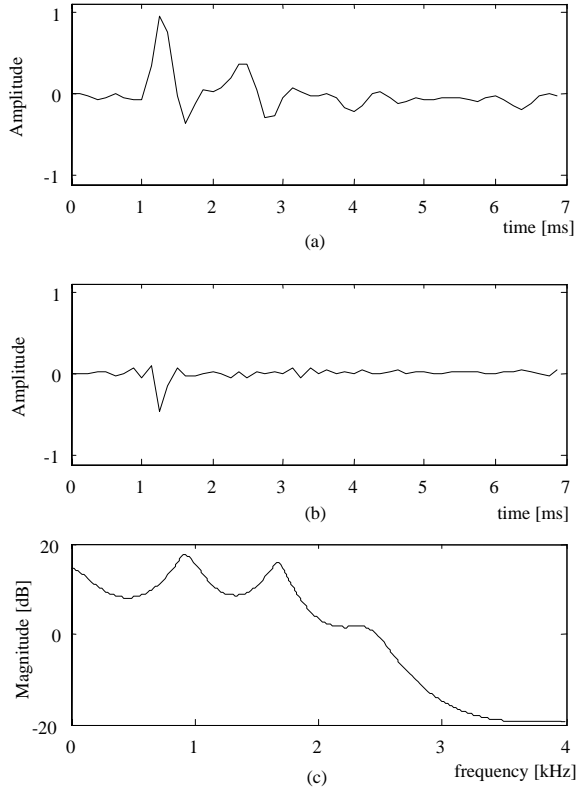 1
0
-1
Amplitude
0 1 2 3 4 5 6 7
time [ms]
(a)
1
0
-1
Amplitude
0 1 2 3 4 5 6 7
time [ms]
(b)
20
0
-20
Magnitude [dB]
0 1 2 3 4
frequency [kHz]
(c)